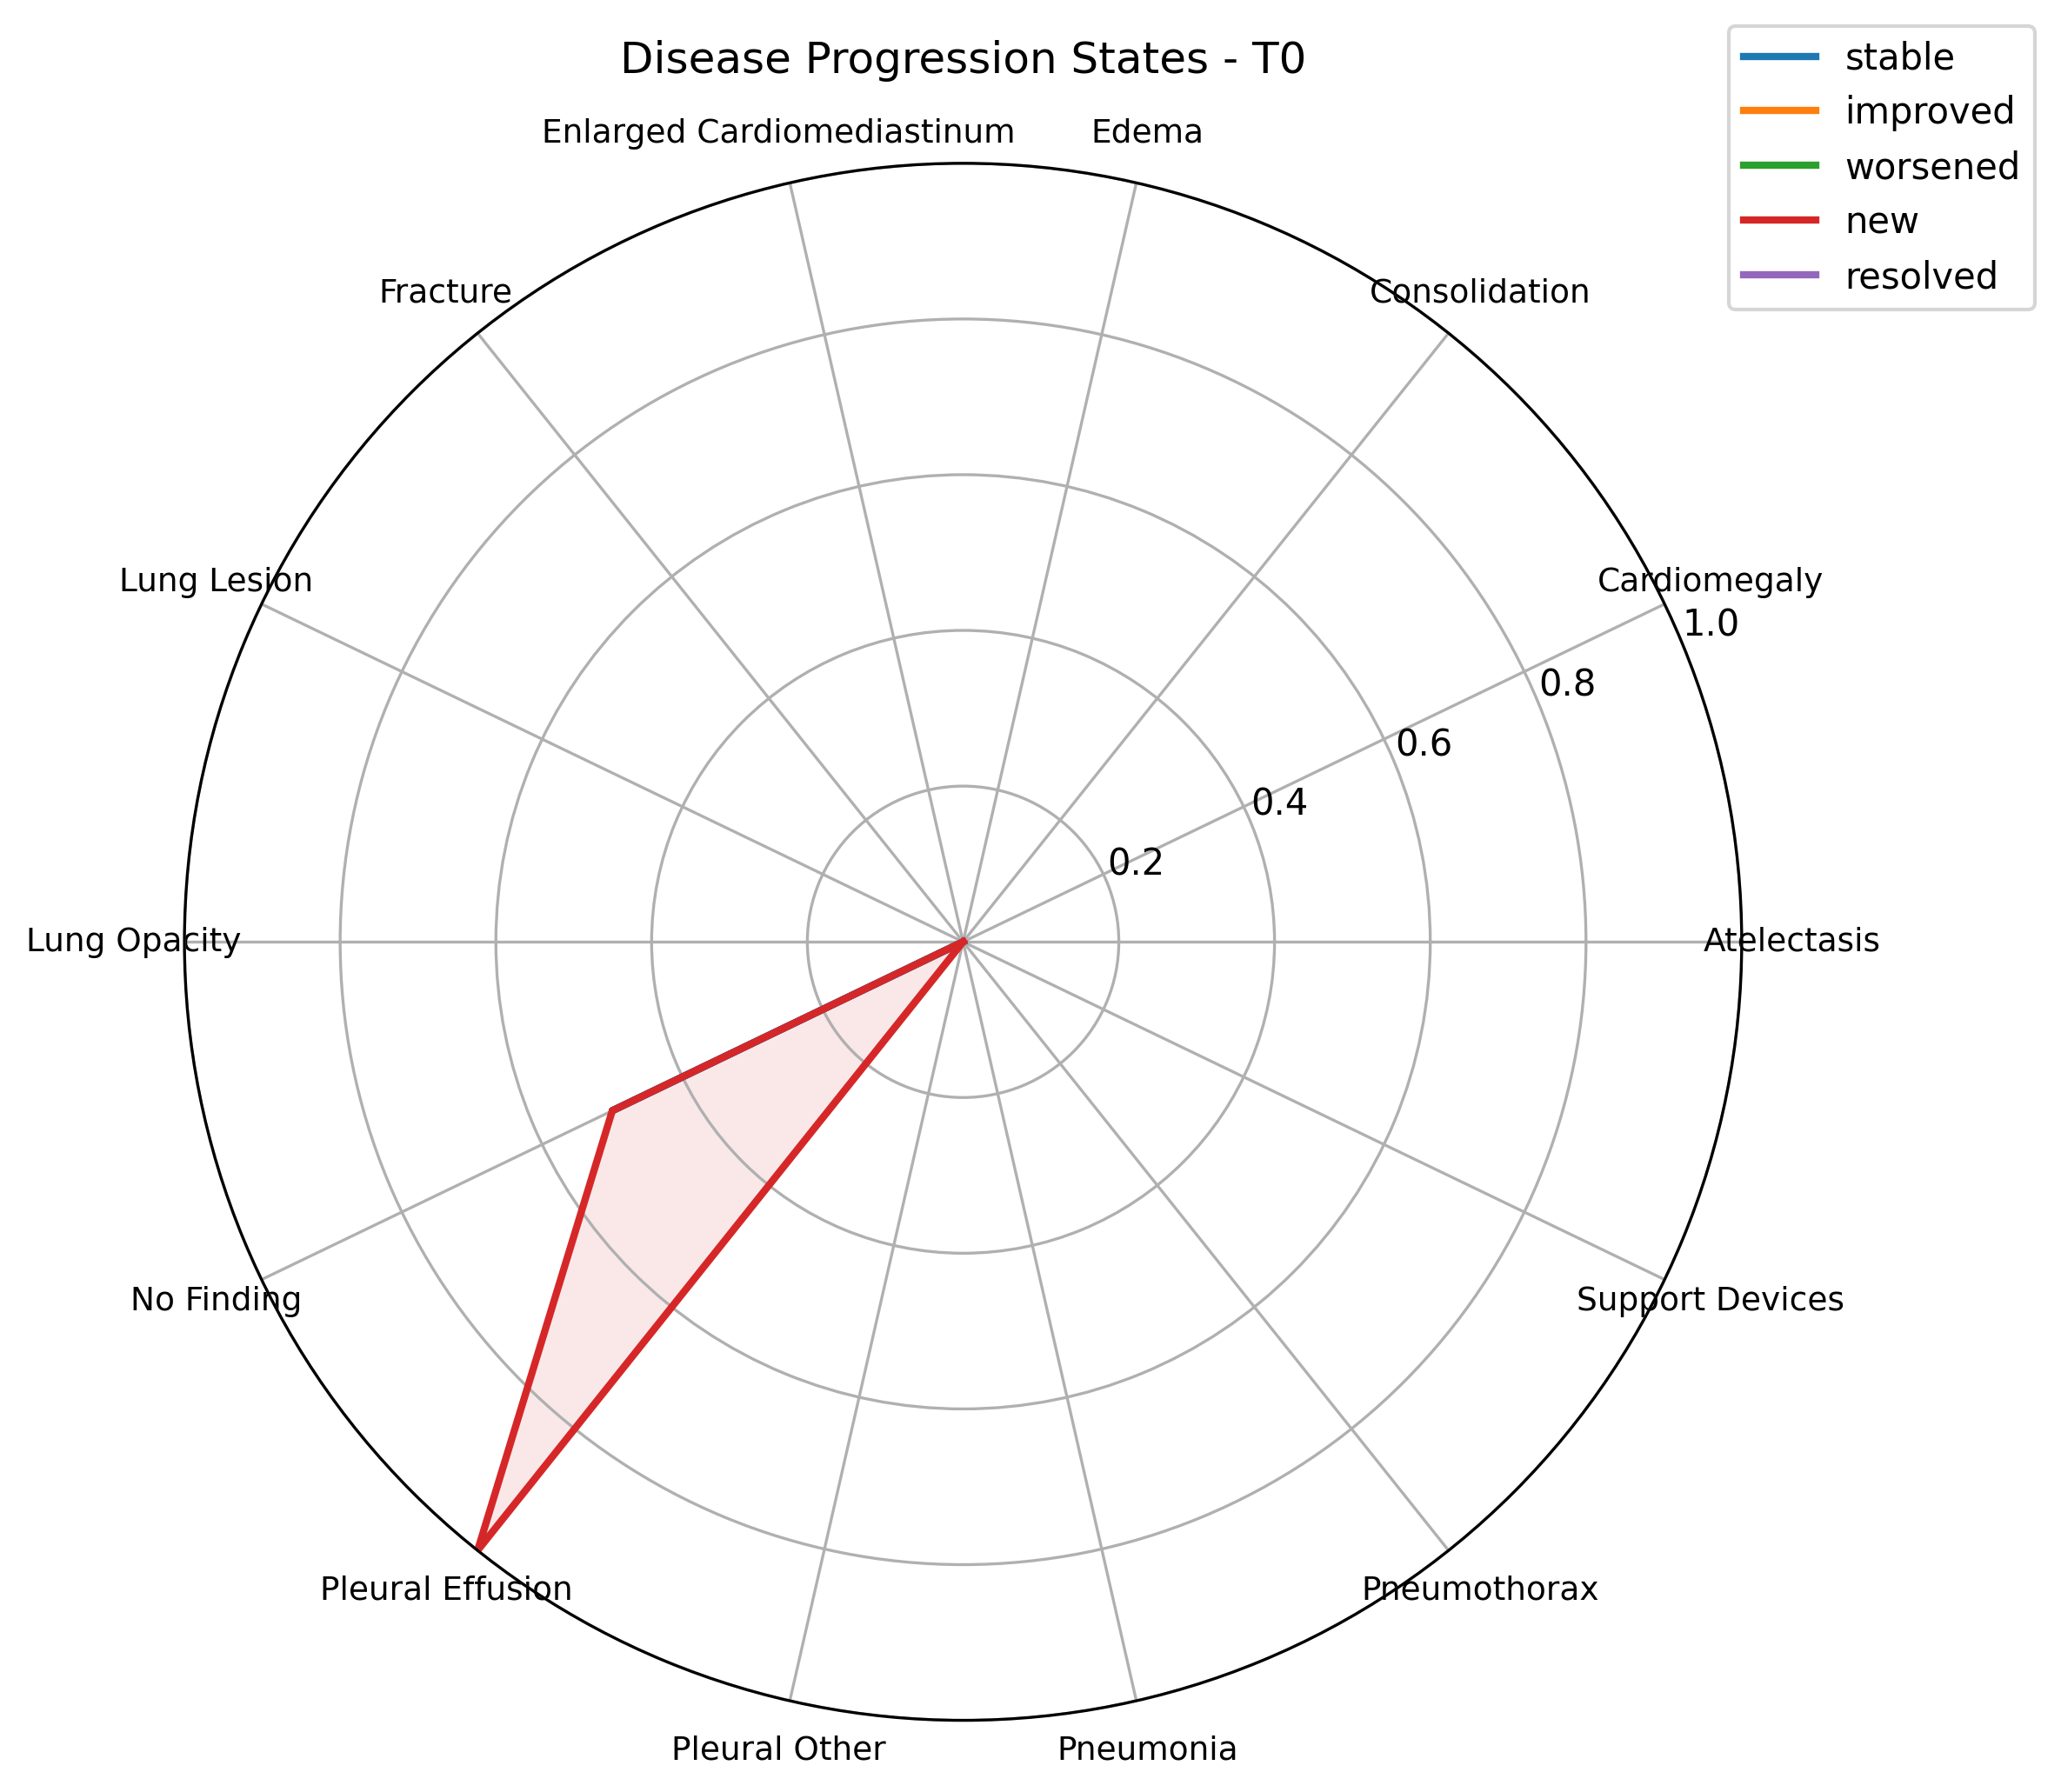 Disease Progression States - T0
stable
improved
worsened
new
resolved
Enlarged Cardiomediastinum
Edema
Fracture
Consolidation
Lung Lesion
Cardiomegaly
1.0
0.8
0.6
0.4
0.2
Lung Opacity
Atelectasis
No Finding
Support Devices
Pleural Effusion
Pneumothorax
Pleural Other
Pneumonia